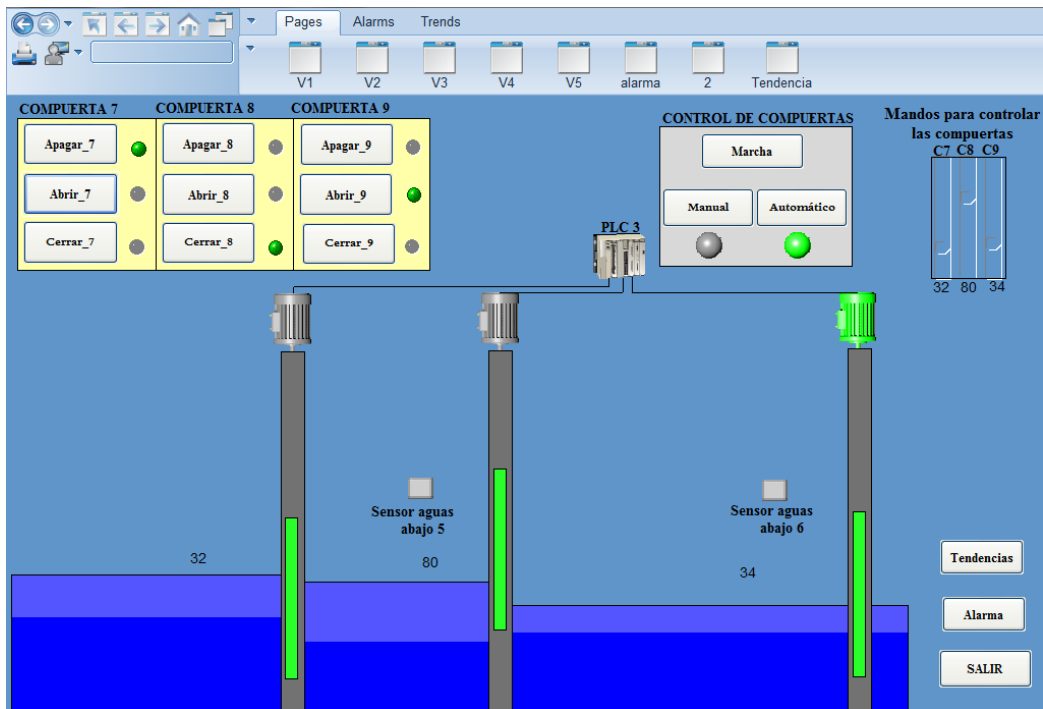 Pages Alarms Trends
V1 V2 V3 V4 V5 alarma 2 Tendencia
COMPUERTA 7 COMPUERTA 8 COMPUERTA 9
Apagar_7 Apagar_8 Apagar_9
Abrir_7 Abrir_8 Abrir_9
Cerrar_7 Cerrar_8 Cerrar_9
CONTROL DE COMPUERTAS
Marcha
Manual Automático
Mandos para controlar
las compuertas
C7 C8 C9
32 80 34
PLC 3
Sensor aguas
abajo 5
Sensor aguas
abajo 6
32 80 34
Tendencias
Alarma
SALIR